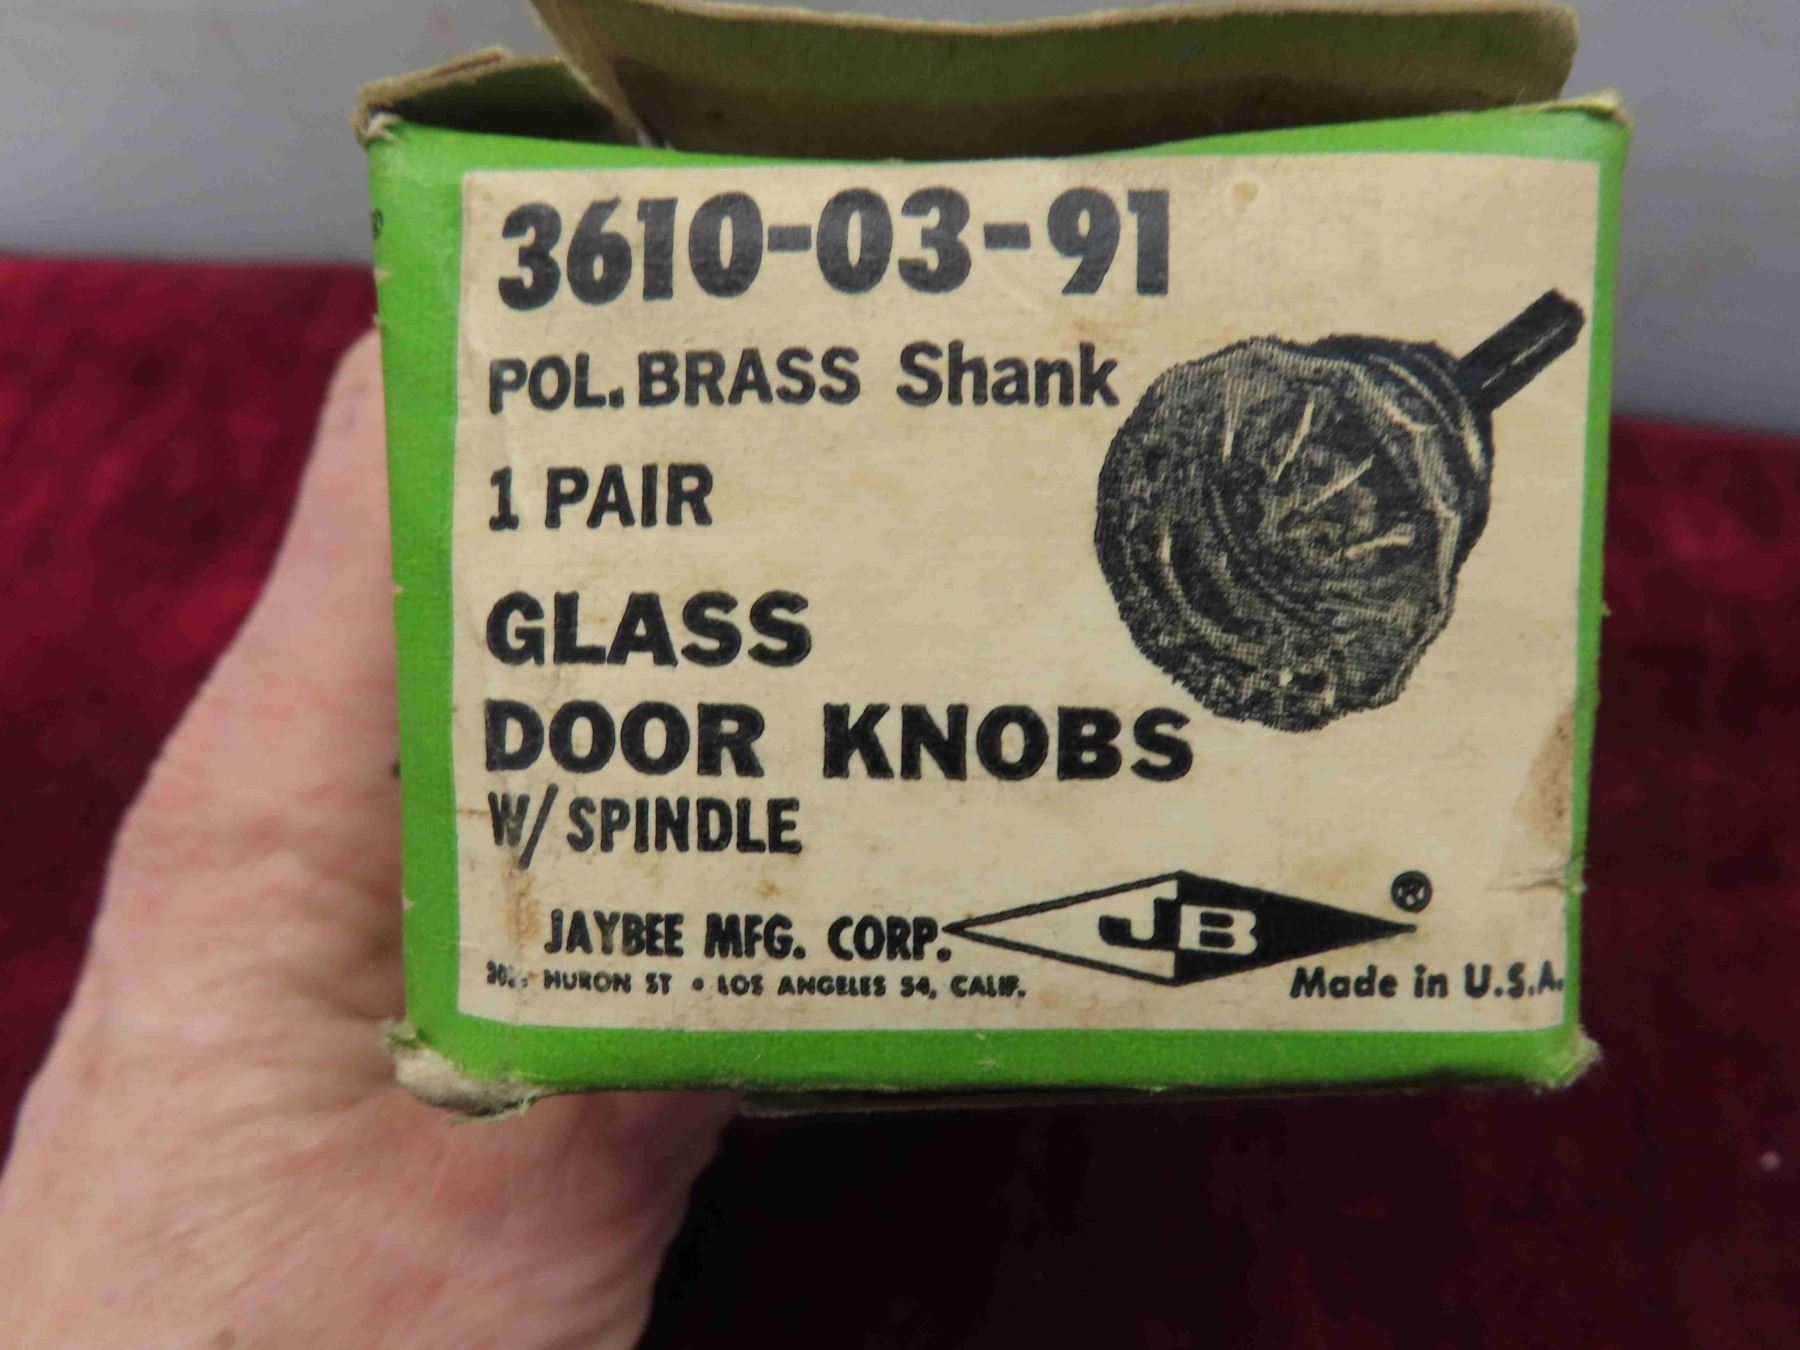 3610-03-91
POL. BRASS Shank
1 PAIR
GLASS
DOOR KNOBS
W/ SPINDLE
JAYBEE MFG. CORP.
JB ®
HURON ST • LOS ANGELES 54, CALIF.
Made in U.S.A.